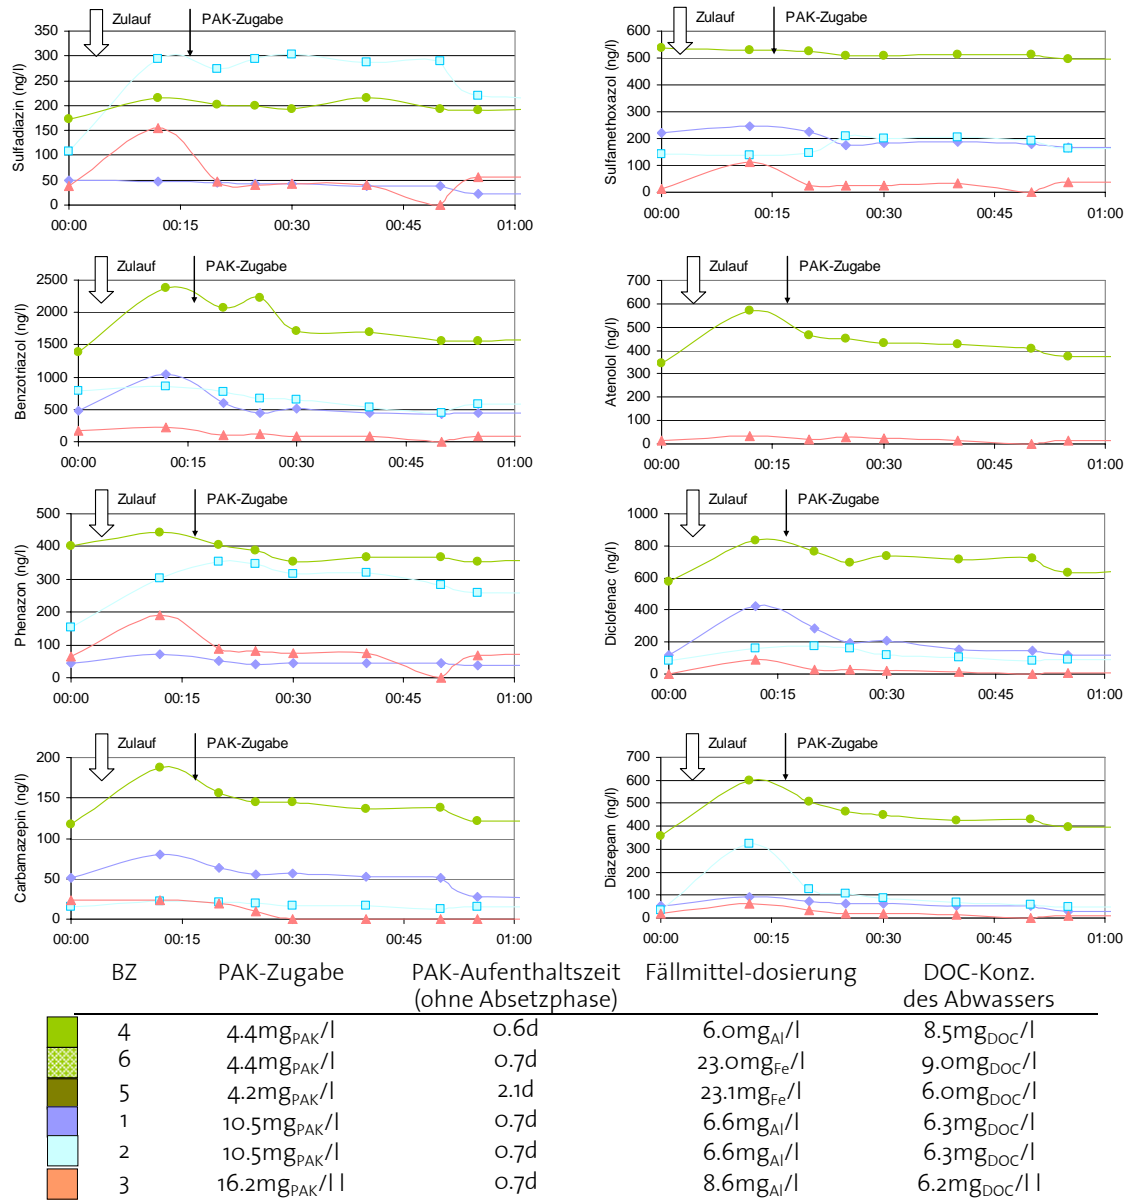 Zulauf PAK-Zugabe
Sulfadiazin (ng/l)
350
300
250
200
150
100
50
0
00:00 00:15 00:30 00:45 01:00
Zulauf PAK-Zugabe
Sulfamethoxazol (ng/l)
600
500
400
300
200
100
0
00:00 00:15 00:30 00:45 01:00
Zulauf PAK-Zugabe
Benzotriazol (ng/l)
2500
2000
1500
1000
500
0
00:00 00:15 00:30 00:45 01:00
Zulauf PAK-Zugabe
Atenolol (ng/l)
700
600
500
400
300
200
100
0
00:00 00:15 00:30 00:45 01:00
Zulauf PAK-Zugabe
Phenazon (ng/l)
500
400
300
200
100
0
00:00 00:15 00:30 00:45 01:00
Zulauf PAK-Zugabe
Diclofenac (ng/l)
1000
800
600
400
200
0
00:00 00:15 00:30 00:45 01:00
Zulauf PAK-Zugabe
Carbamazepin (ng/l)
200
150
100
50
0
00:00 00:15 00:30 00:45 01:00
Zulauf PAK-Zugabe
Diazepam (ng/l)
700
600
500
400
300
200
100
0
00:00 00:15 00:30 00:45 01:00
BZ PAK-Zugabe PAK-Aufenthaltszeit Fällmittel-dosierung DOC-Konz.
(ohne Absetzphase) des Abwassers
4 4.4mgPAK/l 0.6d 6.0mgAl/l 8.5mgDOC/l
6 4.4mgPAK/l 0.7d 23.0mgFe/l 9.0mgDOC/l
5 4.2mgPAK/l 2.1d 23.1mgFe/l 6.0mgDOC/l
1 10.5mgPAK/l 0.7d 6.6mgAl/l 6.3mgDOC/l
2 10.5mgPAK/l 0.7d 6.6mgAl/l 6.3mgDOC/l
3 16.2mgPAK/l l 0.7d 8.6mgAl/l 6.2mgDOC/l l